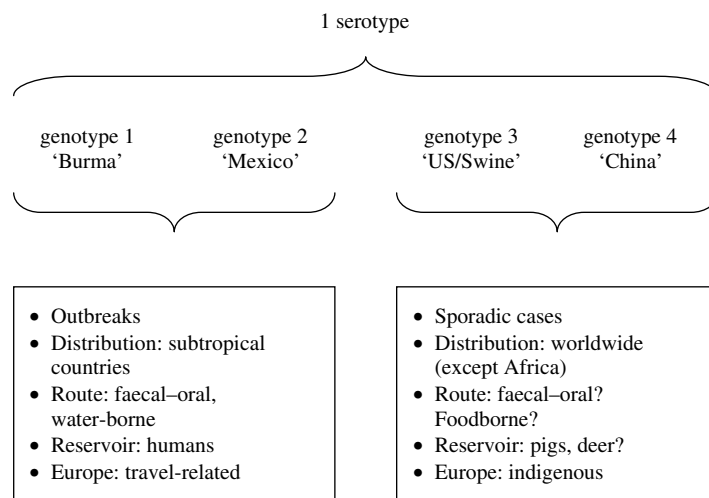 1 serotype
genotype 1
‘Burma’
genotype 2
‘Mexico’
genotype 3
‘US/Swine’
genotype 4
‘China’
• Outbreaks
• Distribution: subtropical
countries
• Route: faecal–oral,
water-borne
• Reservoir: humans
• Europe: travel-related
• Sporadic cases
• Distribution: worldwide
(except Africa)
• Route: faecal–oral?
Foodborne?
• Reservoir: pigs, deer?
• Europe: indigenous